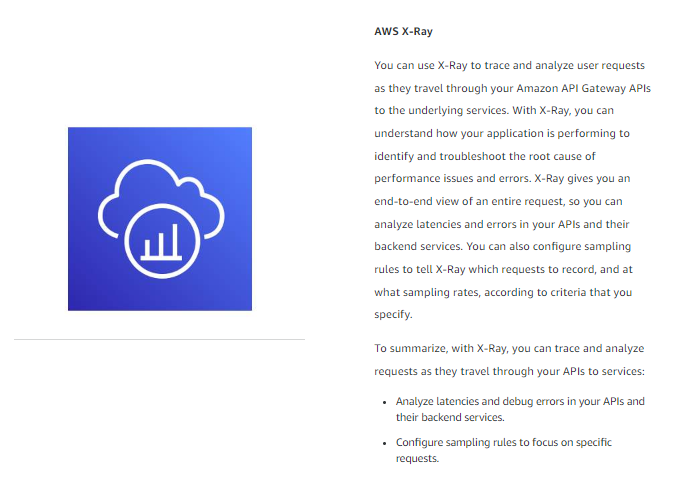 AWS X-Ray
You can use X-Ray to trace and analyze user requests
as they travel through your Amazon API Gateway APIs
to the underlying services. With X-Ray, you can
understand how your application is performing to
identify and troubleshoot the root cause of
performance issues and errors. X-Ray gives you an
end-to-end view of an entire request, so you can
analyze latencies and errors in your APIs and their
backend services. You can also configure sampling
rules to tell X-Ray which requests to record, and at
what sampling rates, according to criteria that you
specify.
To summarize, with X-Ray, you can trace and analyze
requests as they travel through your APIs to services:
• Analyze latencies and debug errors in your APIs and
their backend services.
• Configure sampling rules to focus on specific
requests.